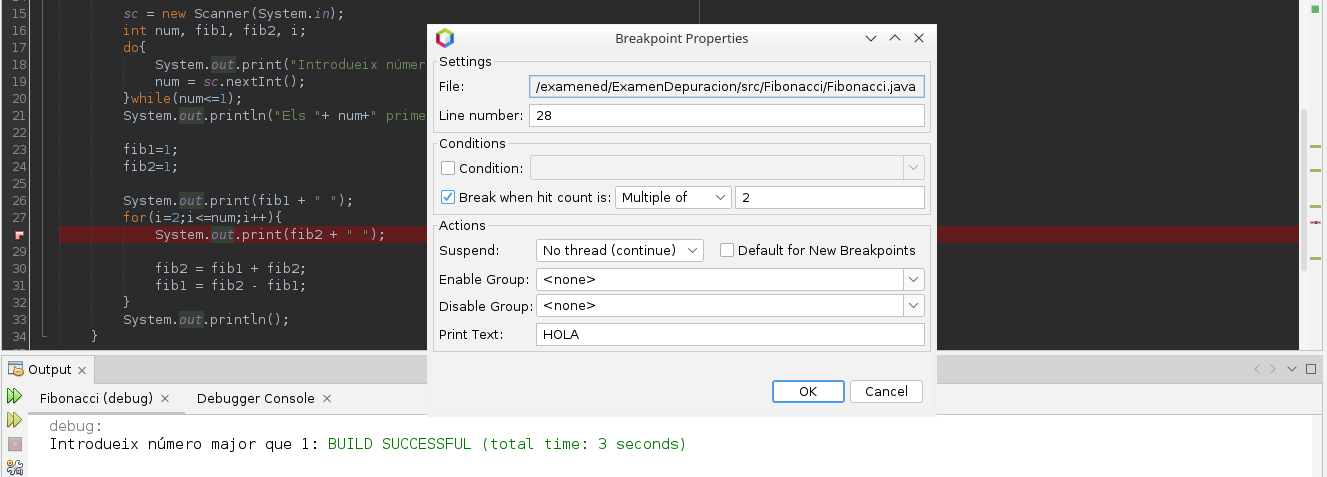 15 sc = new Scanner(System.in);
16 int num, fib1, fib2, i;
17 do{
18 System.out.print("Introdueix númer
19 num = sc.nextInt();
20 }while(num<=1);
21 System.out.println("Els "+ num+" prime
22
23 fib1=1;
24 fib2=1;
25
26 System.out.print(fib1 + " ");
27 for(i=2;i<=num;i++){
System.out.print(fib2 + " ");
29
30 fib2 = fib1 + fib2;
31 fib1 = fib2 - fib1;
32 }
33 System.out.println();
34 }
Breakpoint Properties
Settings
File: /examened/ExamenDepuracion/src/Fibonacci/Fibonacci.java
Line number: 28
Conditions
Condition:
Break when hit count is: Multiple of 2
Actions
Suspend: No thread (continue) Default for New Breakpoints
Enable Group: <none>
Disable Group: <none>
Print Text: HOLA
OK Cancel
Output
Fibonacci (debug) Debugger Console
debug:
Introdueix número major que 1: BUILD SUCCESSFUL (total time: 3 seconds)